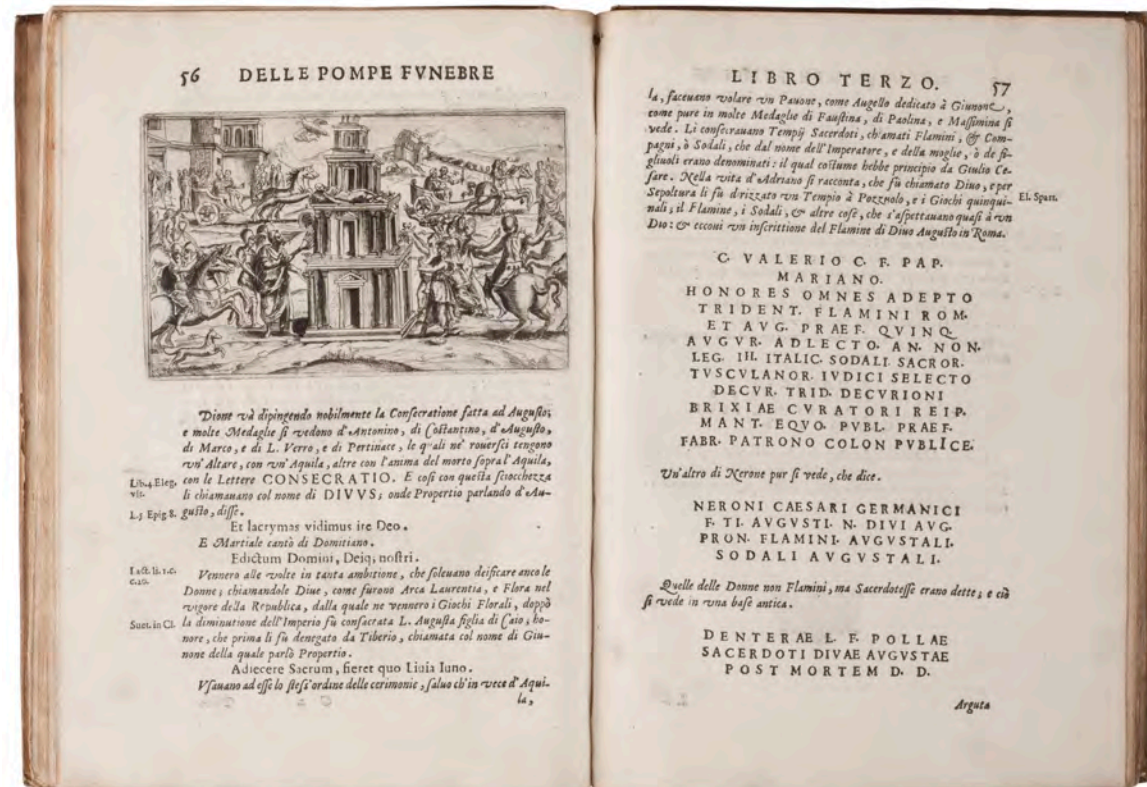 56 DELLE POMPE FVNEBRE
Dione và dipingendo nobilmente la Consecratione fatta ad Augusto;
e molte Medaglie si vedono d'Antonino, di Costantino, d'Augusto,
di Marco, e di L. Verro, e di Pertinace, le quali ne' rouersci tengono
vn'Altare, con vn'Aquila, altre con l'anima del morto sopra l'Aquila,
con le Lettere CONSECRATIO. E così con questa sciocchezza
Lib. 4. Eleg.
vlt.
li chiamauano col nome di DIVVS; onde Propertio parlando d'Au-
L. 5. Epig 8. gusto, disse.
Et lacrymas vidimus ire Deo.
E Martiale cantò di Domitiano.
Edictum Domini, Deiq; nostri.
Lact. li. 1. c.
c. 20.
Vennero alle volte in tanta ambitione, che soleuano deificare anco le
Donne; chiamandole Diue, come furono Arca Laurentia, e Flora nel
vigore della Republica, dalla quale ne vennero i Giochi Florali, doppò
Suet. in Cl. la diminutione dell'Imperio fù consacrata L. Augusta figlia di Caio; ho-
nore, che prima li fù denegato da Tiberio, chiamata col nome di Giu-
none della quale parlò Propertio.
Adiecere Sacrum, fieret quo Liuia Iuno.
Vsauano ad esse lo stess'ordine delle cerimonie, saluo ch'in vece d'Aqui-
la,
LIBRO TERZO. 57
la, faceuano volare vn Pauone, come Augello dedicato à Giunone,
come pure in molte Medaglie di Faustina, di Paolina, e Massimina si
vede. Li consecrauano Tempij Sacerdoti, chiamati Flamini, & Com-
pagni, ò Sodali, che dal nome dell'Imperatore, e della moglie, ò de fi-
gliuoli erano denominati: il qual costume hebbe principio da Giulio Ce-
sare. Nella vita d'Adriano si racconta, che fù chiamato Diuo, e per
Sepoltura li fù dirizzato vn Tempio à Pozzuolo, e i Giochi quinqui- El. Spart.
nali; il Flamine, i Sodali, & altre cose, che s'aspettauano quasi à vn
Dio: & ecconi vn inscrittione del Flamine di Diuo Augusto in Roma.
C. VALERIO C. F. PAP.
MARIANO.
HONORES OMNES ADEPTO
TRIDENT. FLAMINI ROM.
ET AVG. PRAEF. QVINQ.
AVGVR. ADLECTO. AN. NON.
LEG. III. ITALIC. SODALI SACROR.
TVSCVLANOR. IVDICI SELECTO
DECVR. TRID. DECVRIONI
BRIXIAE CVRATORI REIP.
MANT. EQVO. PVBL. PRAEF.
FABR. PATRONO COLON PVBLICE.
Vn'altro di Nerone pur si vede, che dice.
NERONI CAESARI GERMANICI
F. TI. AVGVSTI. N. DIVI AVG.
PRON. FLAMINI. AVGVSTALI.
SODALI AVGVSTALI.
Quelle delle Donne non Flamini, ma Sacerdotesse erano dette; e ciò
si vede in vna base antica.
DENTERAE L. F. POLLAE
SACERDOTI DIVAE AVGVSTAE
POST MORTEM D. D.
Arguta